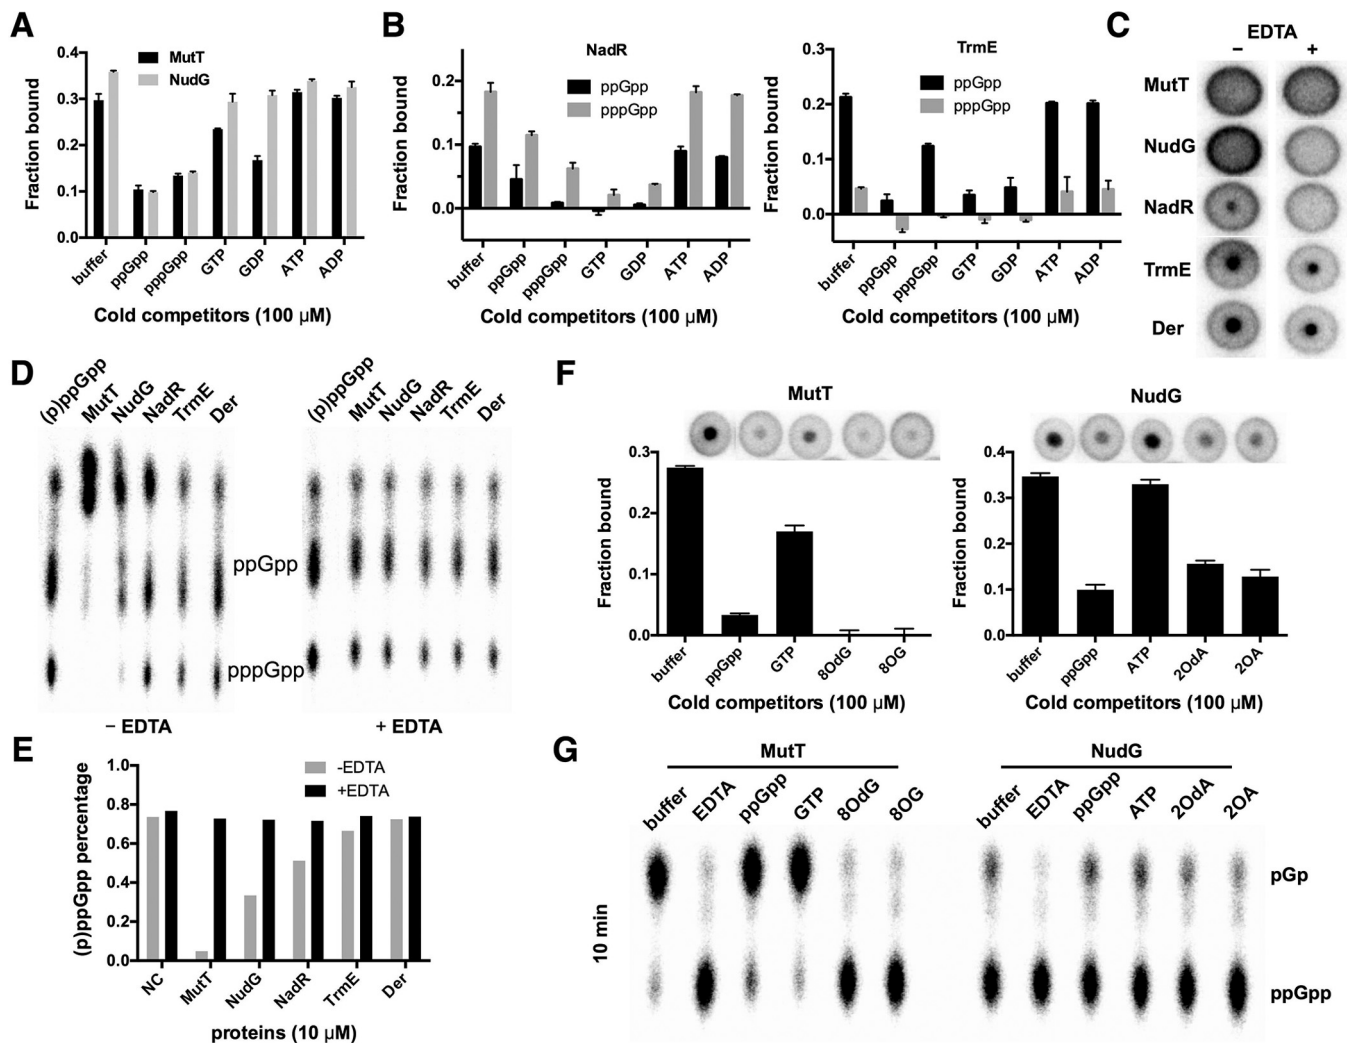 A
Fraction bound
0.4
0.3
0.2
0.1
0.0
MutT
NudG
buffer
ppGpp
pppGpp
GTP
GDP
ATP
ADP
Cold competitors (100 µM)
B
NadR
Fraction bound
0.2
0.1
0.0
ppGpp
pppGpp
buffer
ppGpp
pppGpp
GTP
GDP
ATP
ADP
Cold competitors (100 µM)
TrmE
Fraction bound
0.3
0.2
0.1
0.0
ppGpp
pppGpp
buffer
ppGpp
pppGpp
GTP
GDP
ATP
ADP
Cold competitors (100 µM)
C
EDTA
– +
MutT
NudG
NadR
TrmE
Der
D
(p)ppGpp
MutT
NudG
NadR
TrmE
Der
(p)ppGpp
MutT
NudG
NadR
TrmE
Der
ppGpp
pppGpp
– EDTA
+ EDTA
E
(p)ppGpp percentage
1.0
0.8
0.6
0.4
0.2
0.0
-EDTA
+EDTA
NC
MutT
NudG
NadR
TrmE
Der
proteins (10 µM)
F
MutT
Fraction bound
0.3
0.2
0.1
0.0
buffer
ppGpp
GTP
8OdG
8OG
Cold competitors (100 µM)
NudG
Fraction bound
0.4
0.3
0.2
0.1
0.0
buffer
ppGpp
ATP
2OdA
2OA
Cold competitors (100 µM)
G
MutT
NudG
buffer
EDTA
ppGpp
GTP
8OdG
8OG
buffer
EDTA
ppGpp
ATP
2OdA
2OA
10 min
pGp
ppGpp